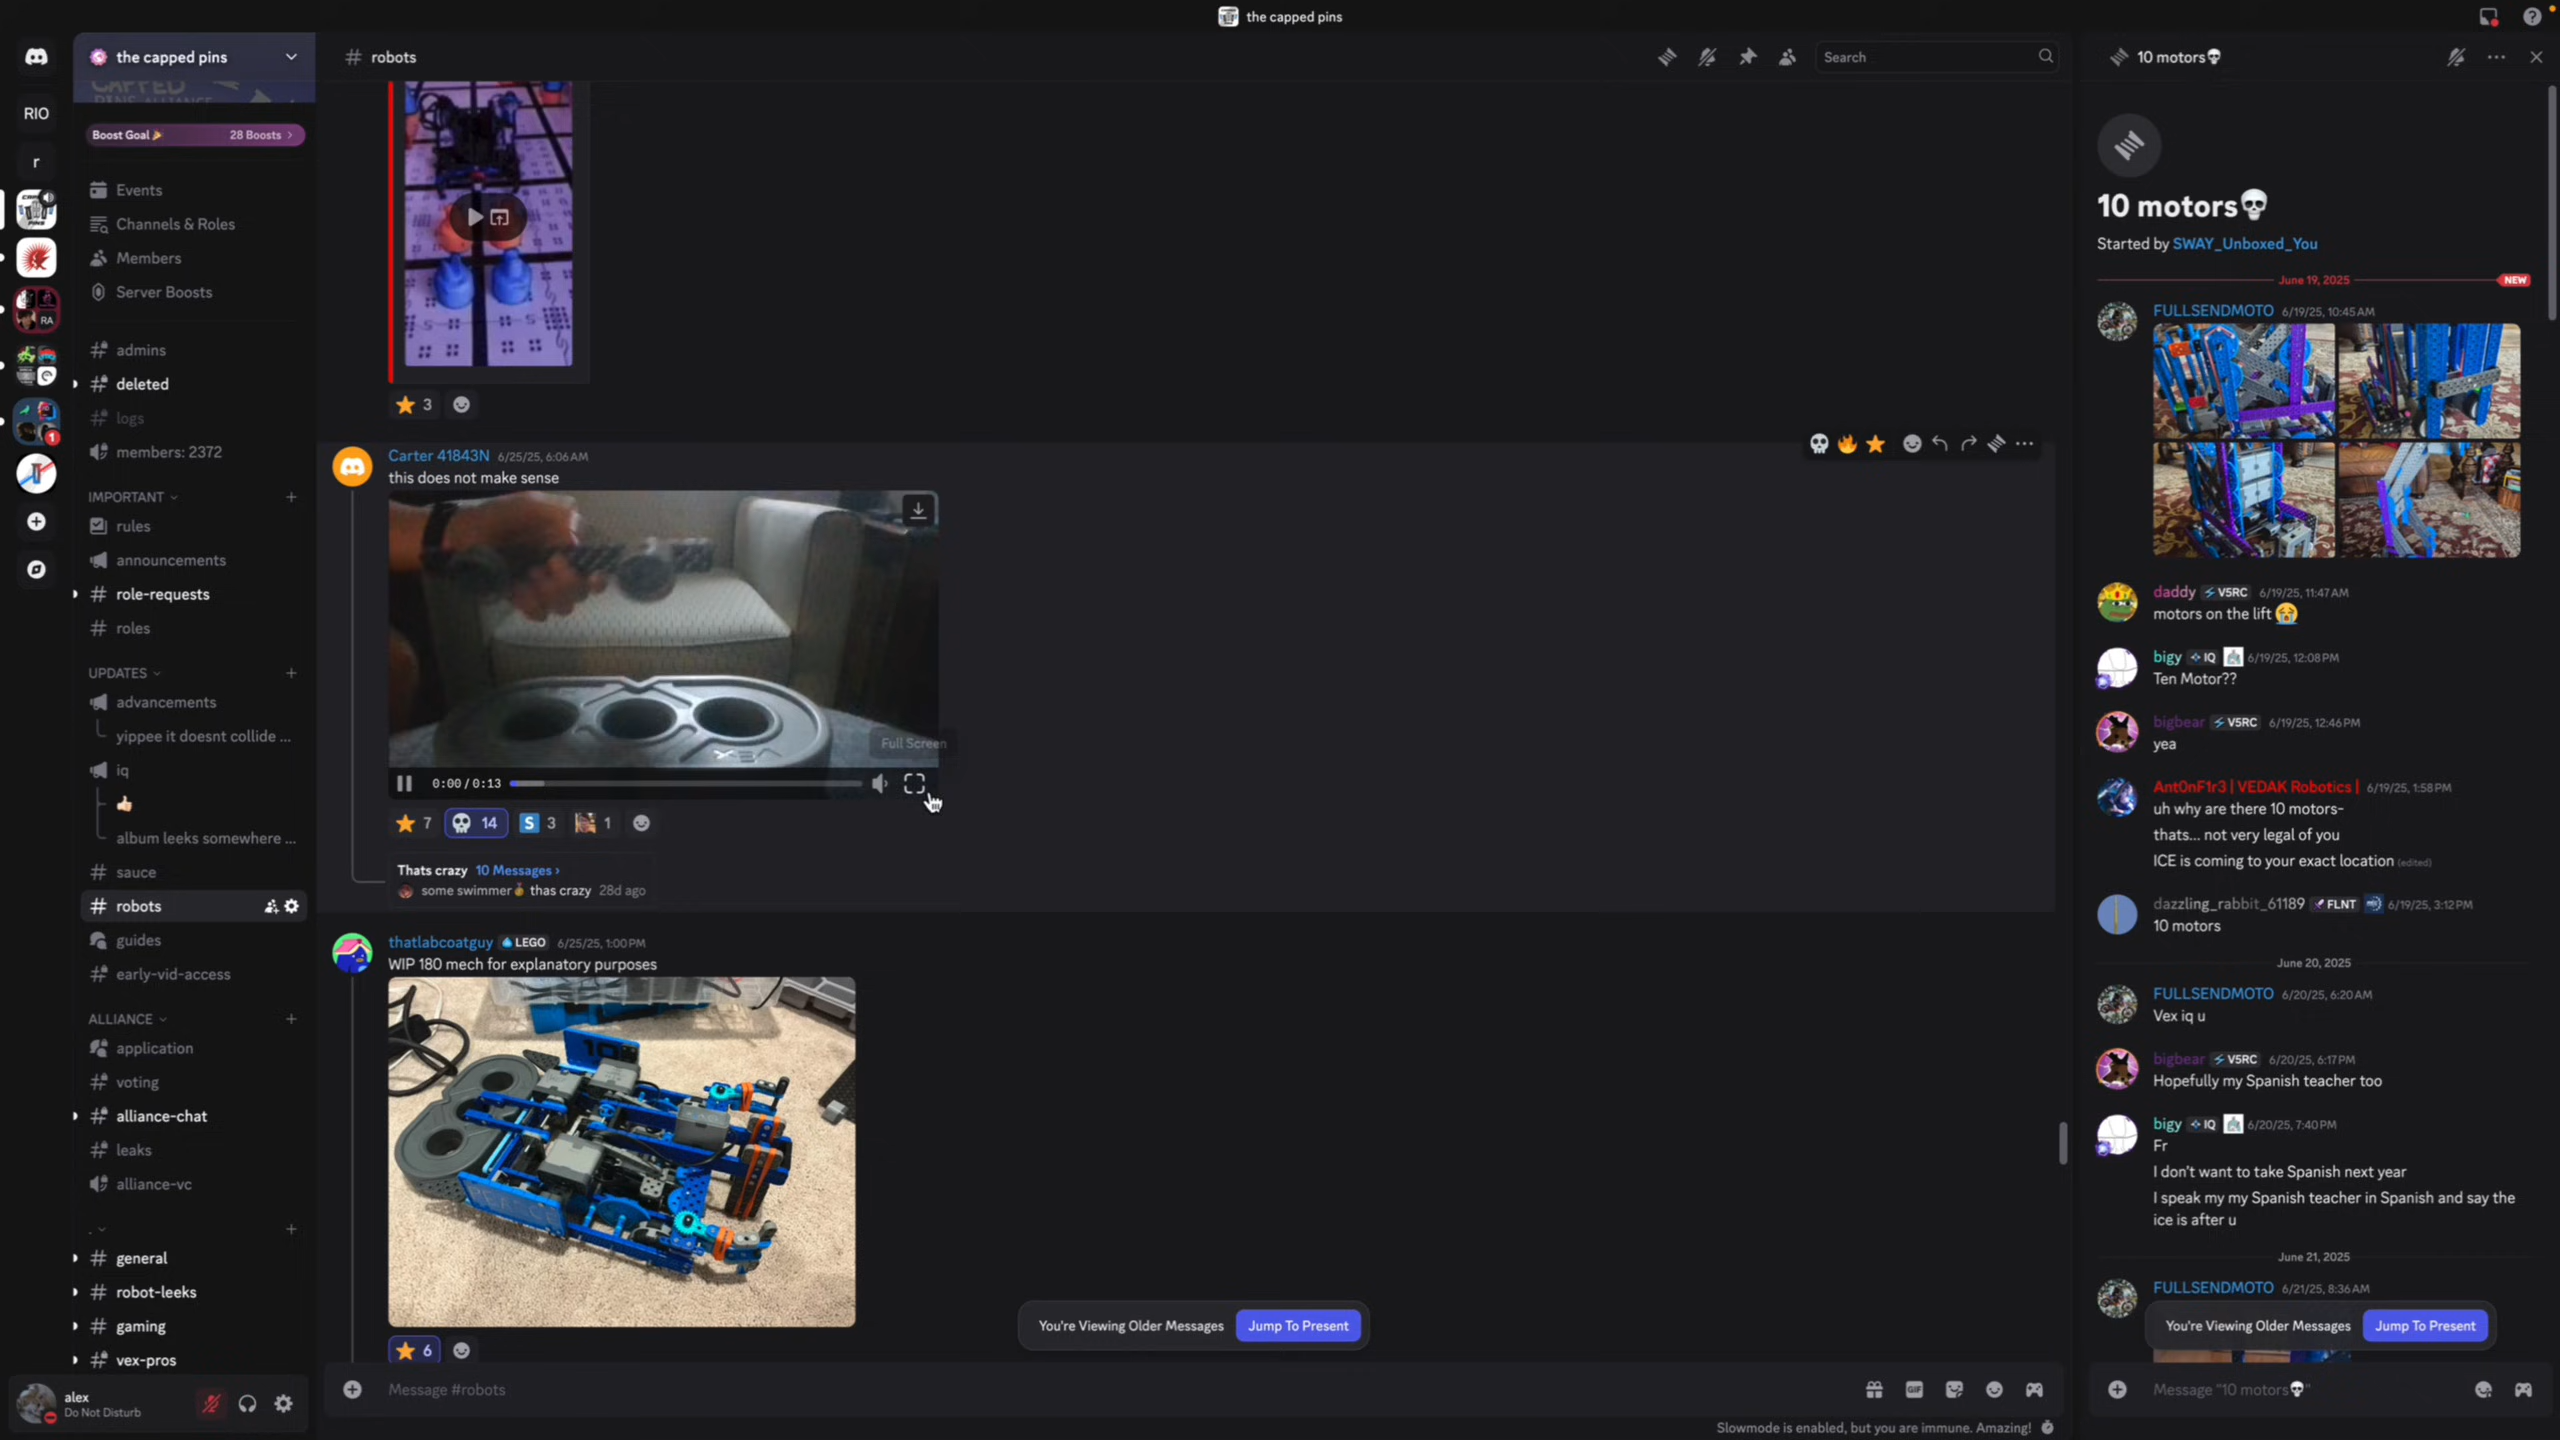 the capped pins
the capped pins
CAPPED
PINS ALLIANCE
Boost Goal🎉
28 Boosts
RIO
r
RA
1
Events
Channels & Roles
Members
Server Boosts
admins
deleted
logs
members: 2372
IMPORTANT
rules
announcements
role-requests
roles
UPDATES
advancements
yippee it doesnt collide ...
iq
👍🏻
album leeks somewhere ...
sauce
robots
guides
early-vid-access
ALLIANCE
application
voting
alliance-chat
leaks
alliance-vc
general
robot-leeks
gaming
vex-pros
alex
Do Not Disturb
robots
Search
⭐ 3
Carter 41843N 6/25/25, 6:06 AM
this does not make sense
Full Screen
0:00 / 0:13
⭐ 7 💀 14 S 3 1
Thats crazy 10 Messages ›
some swimmer🏅 thas crazy 28d ago
thatlabcoatguy LEGO 6/25/25, 1:00 PM
WIP 180 mech for explanatory purposes
⭐ 6
You're Viewing Older Messages Jump To Present
Message #robots
Slowmode is enabled, but you are immune. Amazing!
10 motors💀
10 motors💀
Started by SWAY_Unboxed_You
June 19, 2025 NEW
FULLSENDMOTO 6/19/25, 10:45 AM
daddy V5RC 6/19/25, 11:47 AM
motors on the lift 😭
bigy IQ 6/19/25, 12:08 PM
Ten Motor??
bigbear V5RC 6/19/25, 12:46 PM
yea
Ant0nF1r3 | VEDAK Robotics | 6/19/25, 1:58 PM
uh why are there 10 motors-
thats... not very legal of you
ICE is coming to your exact location (edited)
dazzling_rabbit_61189 FLNT 6/19/25, 3:12 PM
10 motors
June 20, 2025
FULLSENDMOTO 6/20/25, 6:20 AM
Vex iq u
bigbear V5RC 6/20/25, 6:17 PM
Hopefully my Spanish teacher too
bigy IQ 6/20/25, 7:40 PM
Fr
I don't want to take Spanish next year
I speak my my Spanish teacher in Spanish and say the
ice is after u
June 21, 2025
FULLSENDMOTO 6/21/25, 8:36 AM
You're Viewing Older Messages Jump To Present
Message "10 motors💀"